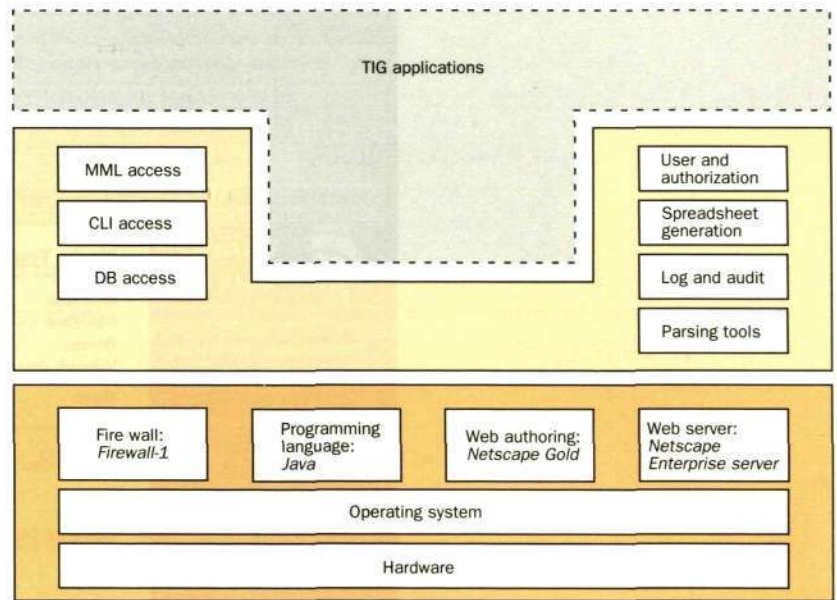 TIG applications
MML access
CLI access
DB access
User and
authorization
Spreadsheet
generation
Log and audit
Parsing tools
Fire wall:
Firewall-1
Programming
language:
Java
Web authoring:
Netscape Gold
Web server:
Netscape
Enterprise server
Operating system
Hardware